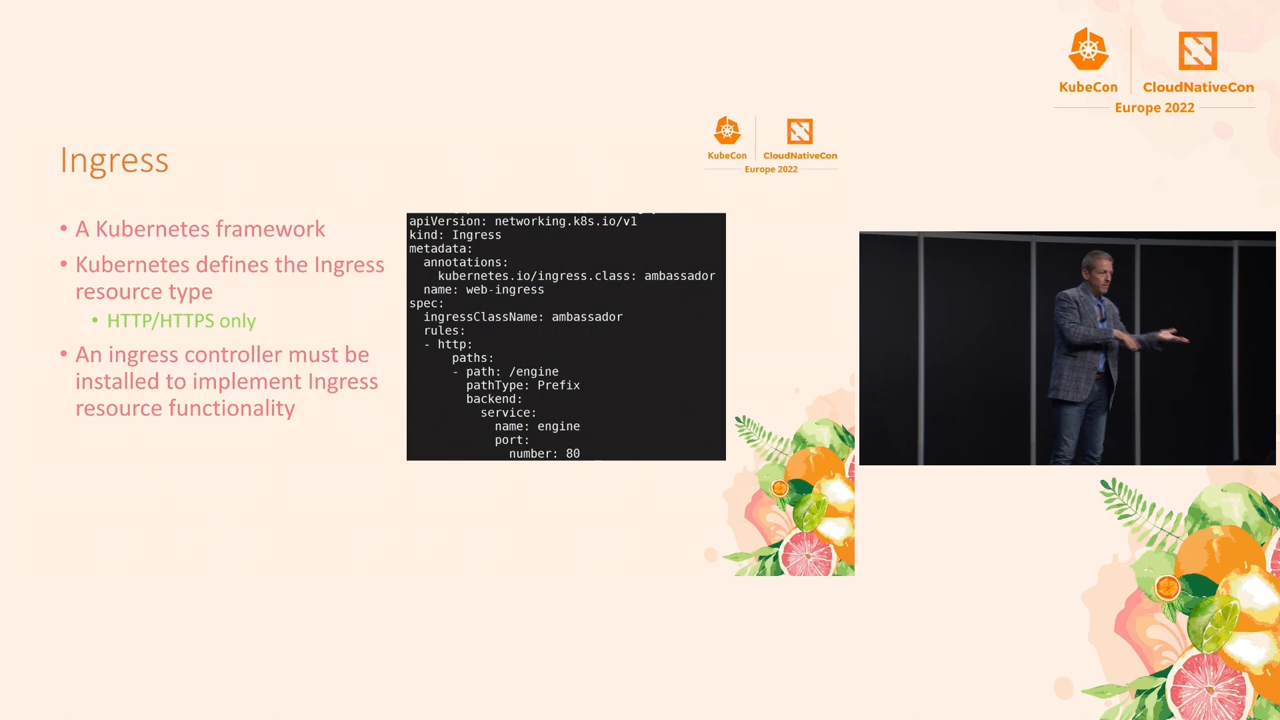 KubeCon
CloudNativeCon
Europe 2022
KubeCon
CloudNativeCon
Europe 2022
Ingress
• A Kubernetes framework
• Kubernetes defines the Ingress
resource type
• HTTP/HTTPS only
• An ingress controller must be
installed to implement Ingress
resource functionality
apiVersion: networking.k8s.io/v1
kind: Ingress
metadata:
  annotations:
    kubernetes.io/ingress.class: ambassador
  name: web-ingress
spec:
  ingressClassName: ambassador
  rules:
  - http:
      paths:
      - path: /engine
        pathType: Prefix
        backend:
          service:
            name: engine
            port:
              number: 80